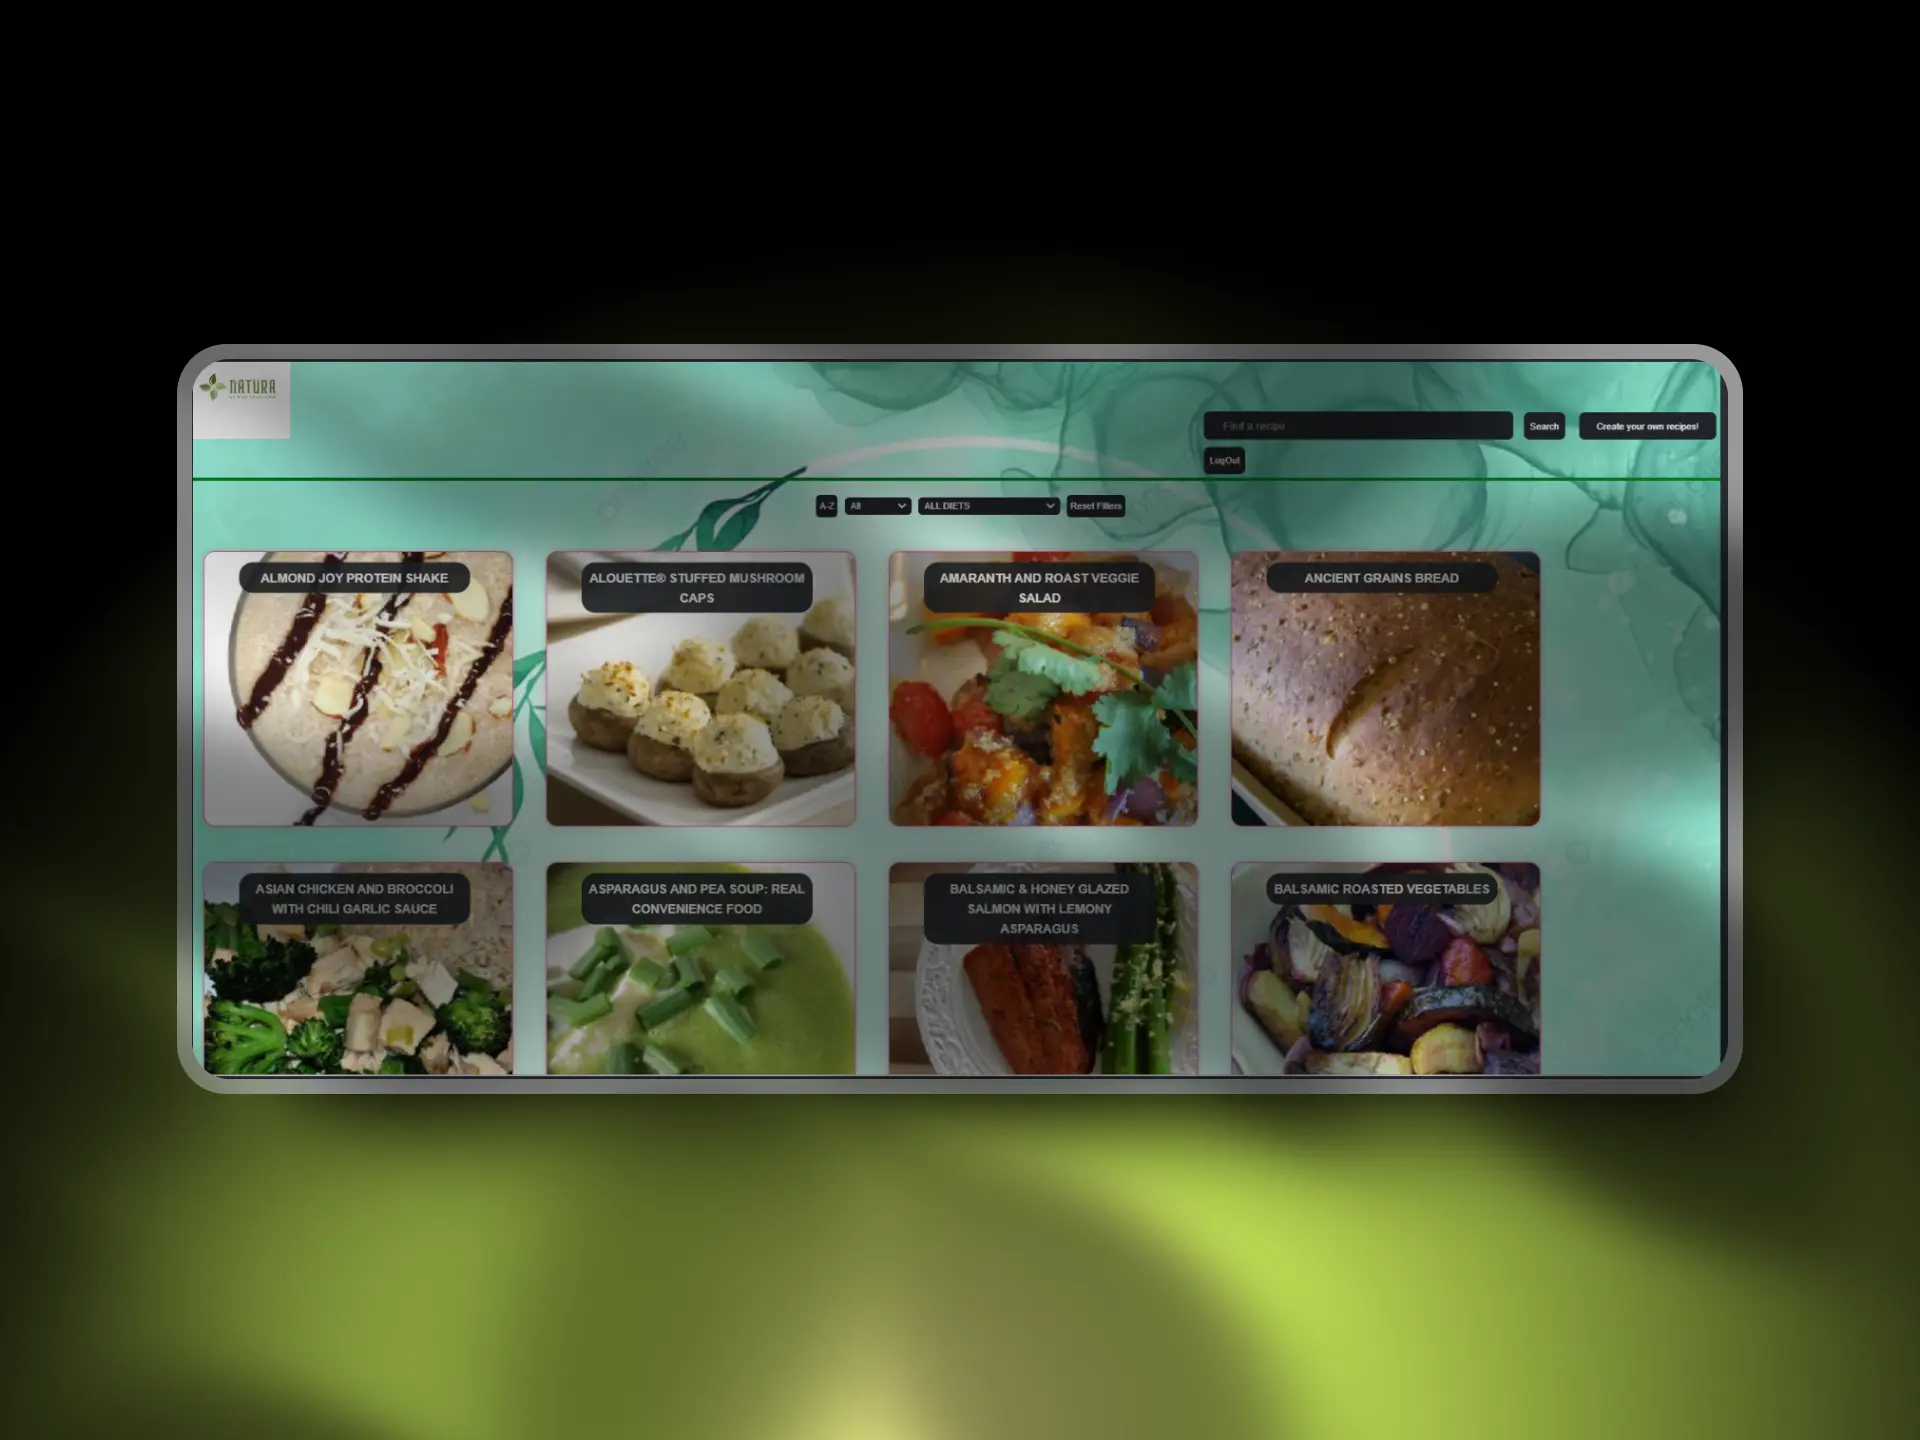 NATURA
Find a recipe
Search
Create your own recipes!
LogOut
A-Z
All
ALL DIETS
Reset Filters
ALMOND JOY PROTEIN SHAKE
ALOUETTE® STUFFED MUSHROOM
CAPS
AMARANTH AND ROAST VEGGIE
SALAD
ANCIENT GRAINS BREAD
ASIAN CHICKEN AND BROCCOLI
WITH CHILI GARLIC SAUCE
ASPARAGUS AND PEA SOUP: REAL
CONVENIENCE FOOD
BALSAMIC & HONEY GLAZED
SALMON WITH LEMONY
ASPARAGUS
BALSAMIC ROASTED VEGETABLES